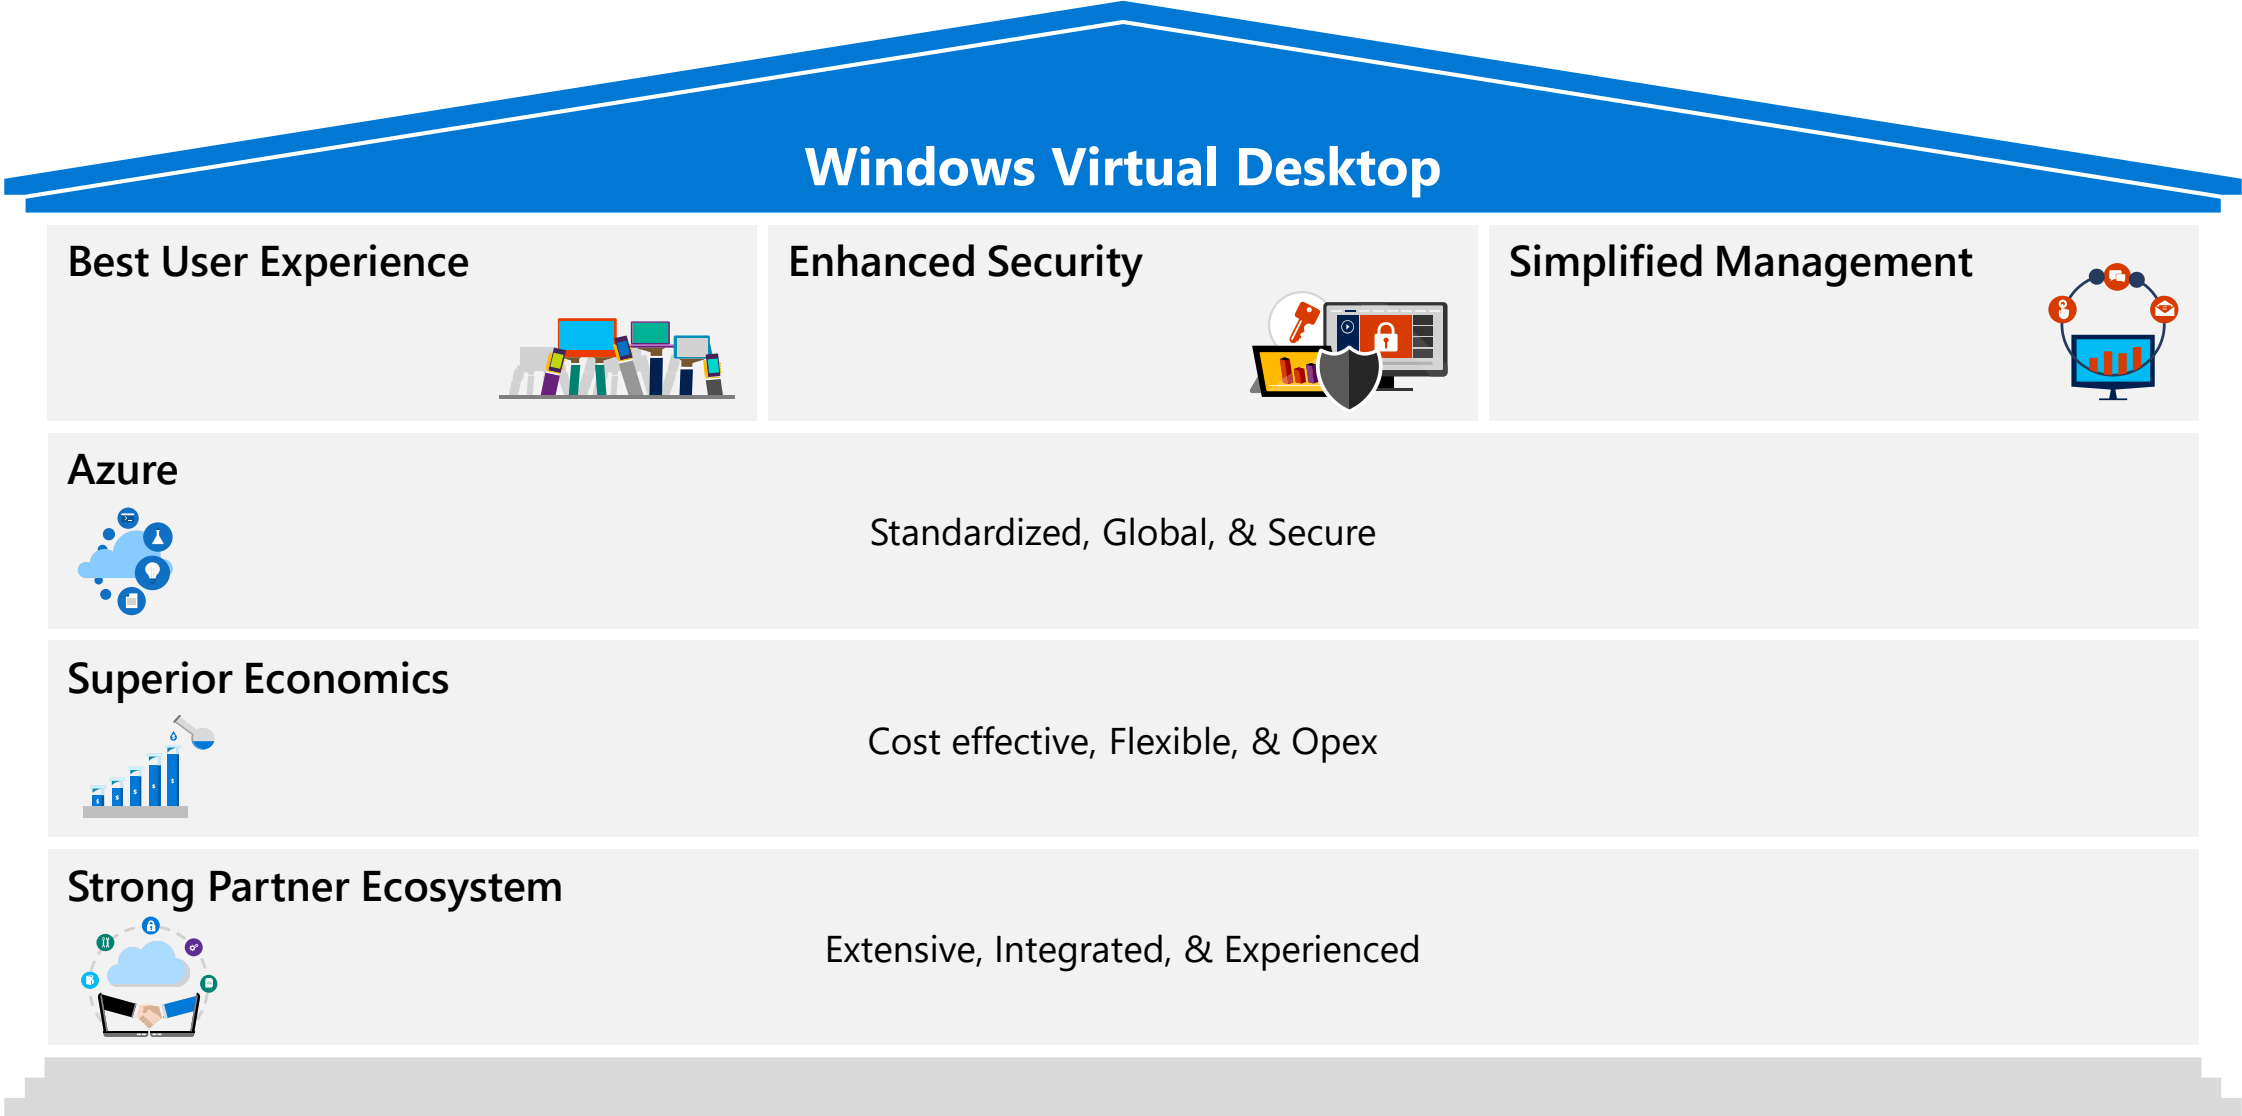 Windows Virtual Desktop
Best User Experience
Enhanced Security
Simplified Management
Azure
Standardized, Global, & Secure
Superior Economics
Cost effective, Flexible, & Opex
Strong Partner Ecosystem
Extensive, Integrated, & Experienced